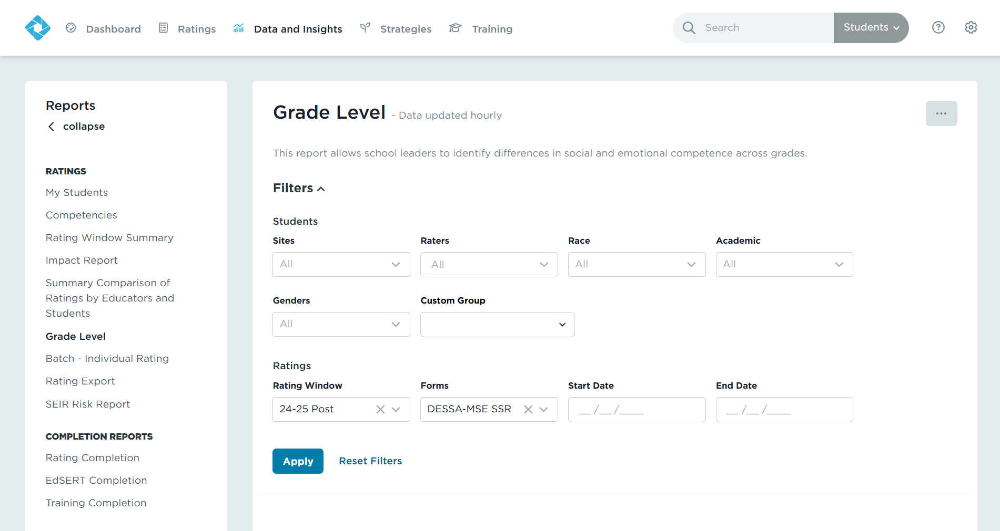 Dashboard
Ratings
Data and Insights
Strategies
Training
Search
Students
Reports
collapse
RATINGS
My Students
Competencies
Rating Window Summary
Impact Report
Summary Comparison of
Ratings by Educators and
Students
Grade Level
Batch - Individual Rating
Rating Export
SEIR Risk Report
COMPLETION REPORTS
Rating Completion
EdSERT Completion
Training Completion
Grade Level - Data updated hourly
This report allows school leaders to identify differences in social and emotional competence across grades.
Filters
Students
Sites
Raters
Race
Academic
All
All
All
All
Genders
Custom Group
All
Ratings
Rating Window
Forms
Start Date
End Date
24-25 Post
DESSA-MSE SSR
__ /__ /____
__ /__ /____
Apply
Reset Filters